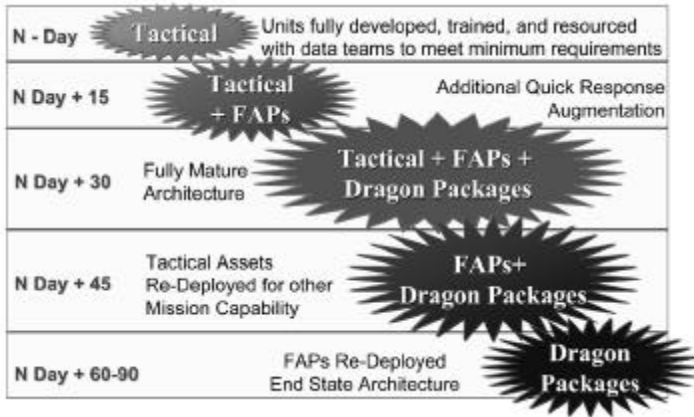 N - Day
Tactical
Units fully developed, trained, and resourced
with data teams to meet minimum requirements
N Day + 15
Tactical
+ FAPs
Additional Quick Response
Augmentation
N Day + 30
Fully Mature
Architecture
Tactical + FAPs +
Dragon Packages
N Day + 45
Tactical Assets
Re-Deployed for other
Mission Capability
FAPs+
Dragon Packages
N Day + 60-90
FAPs Re-Deployed
End State Architecture
Dragon
Packages